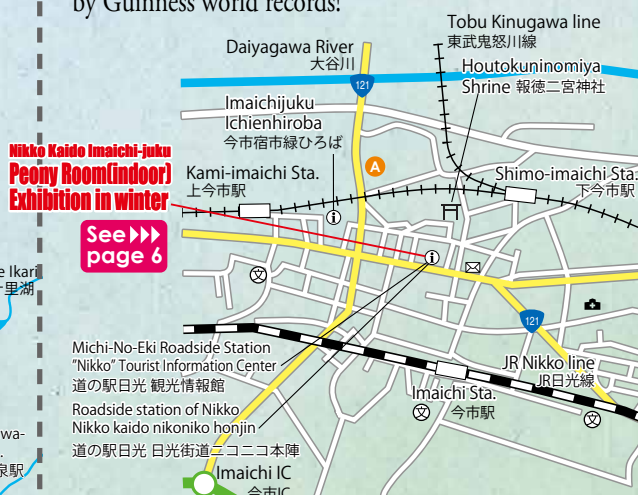 by Guinness world records!
Tobu Kinugawa line
東武鬼怒川線
Daiyagawa River
大谷川
121
Houtokuninomiya
Shrine 報徳二宮神社
Imaichijuku
Ichienhiroba
今市宿市縁ひろば
A
Nikko Kaido Imaichi-juku
Peony Room(indoor)
Exhibition in winter
Kami-imaichi Sta.
上今市駅
Shimo-imaichi Sta.
下今市駅
See
page 6
i
i
文
e Ikari
十里湖
121
Michi-No-Eki Roadside Station
"Nikko" Tourist Information Center
道の駅日光 観光情報館
JR Nikko line
JR日光線
Imaichi Sta.
今市駅
文
文
Roadside station of Nikko
Nikko kaido nikoniko honjin
道の駅日光 日光街道ニコニコ本陣
wa-
泉駅
Imaichi IC
今市IC